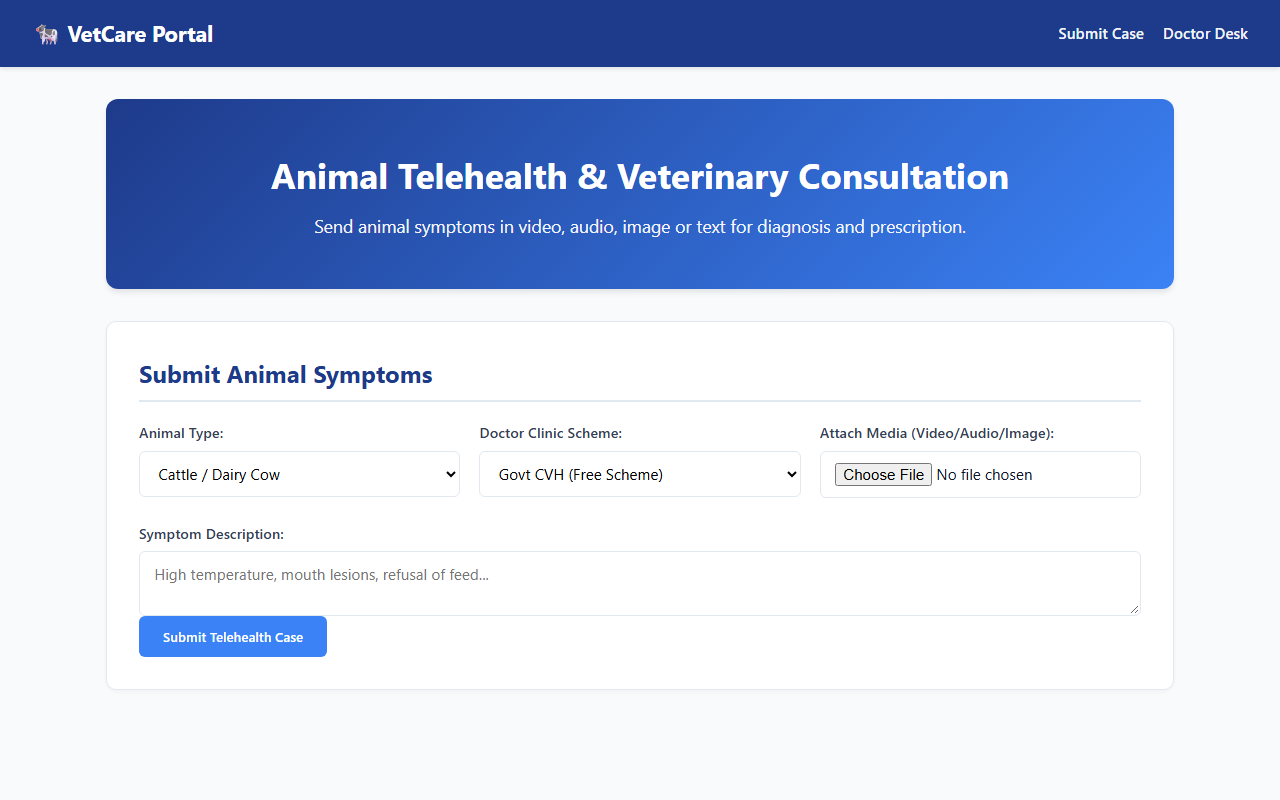 VetCare Portal
Submit Case
Doctor Desk
Animal Telehealth & Veterinary Consultation
Send animal symptoms in video, audio, image or text for diagnosis and prescription.
Submit Animal Symptoms
Animal Type:
Doctor Clinic Scheme:
Attach Media (Video/Audio/Image):
Cattle / Dairy Cow
Govt CVH (Free Scheme)
Choose File No file chosen
Symptom Description:
High temperature, mouth lesions, refusal of feed...
Submit Telehealth Case